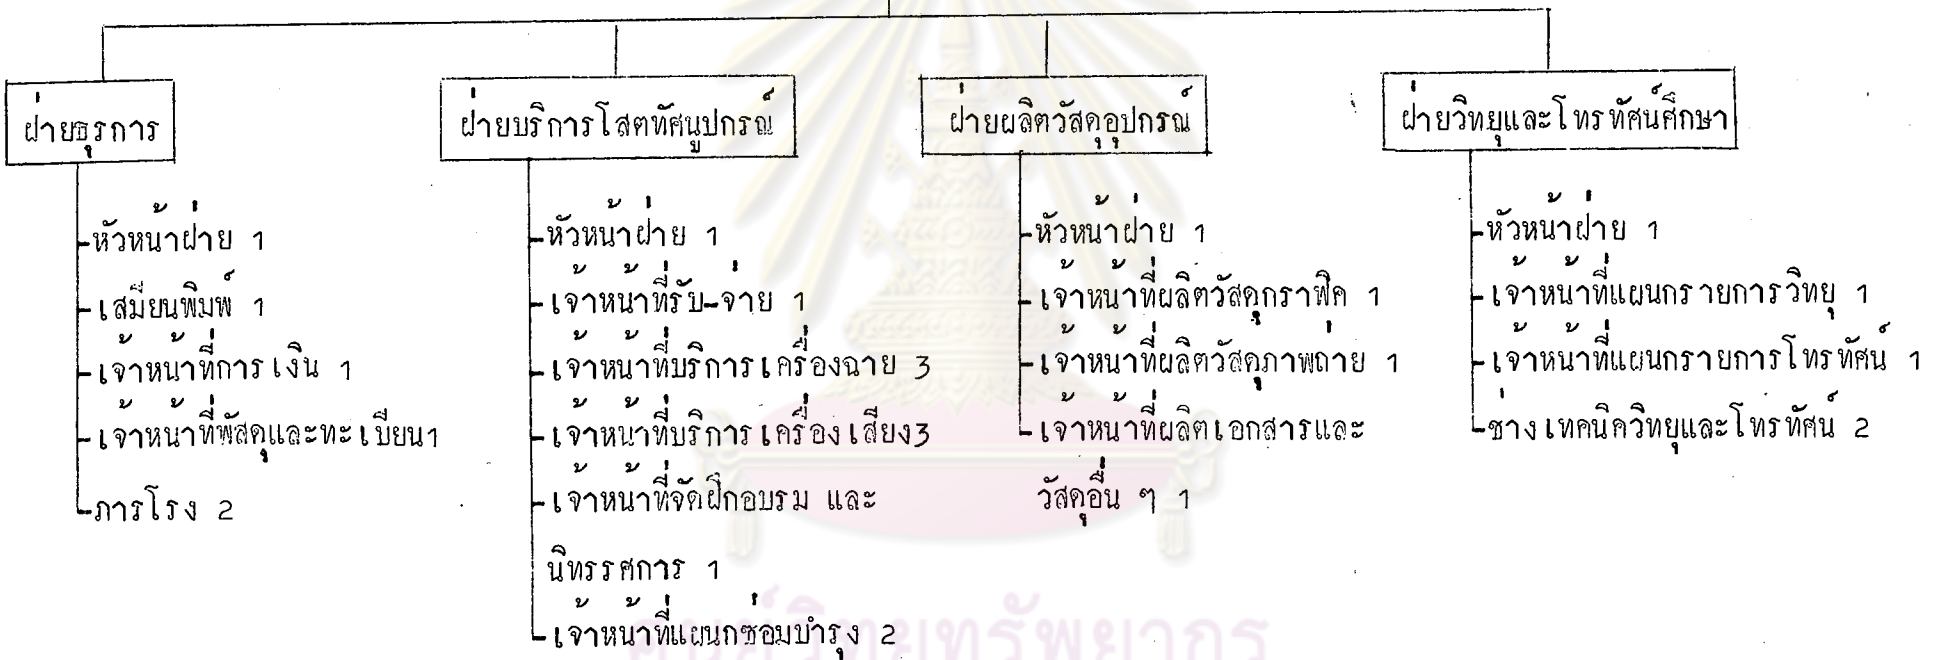 ฝ่ายธุรการ
-หัวหน้าฝ่าย 1
-เสมียนพิมพ์ 1
-เจ้าหน้าที่การเงิน 1
-เจ้าหน้าที่พัสดุและทะเบียน1
-ภารโรง 2
ฝ่ายบริการโสตทัศนูปกรณ์
-หัวหน้าฝ่าย 1
-เจ้าหน้าที่รับ-จ่าย 1
-เจ้าหน้าที่บริการเครื่องฉาย 3
-เจ้าหน้าที่บริการเครื่องเสียง3
-เจ้าหน้าที่จัดฝึกอบรม และ
นิทรรศการ 1
-เจ้าหน้าที่แผนกซ่อมบำรุง 2
ฝ่ายผลิตวัสดุอุปกรณ์
-หัวหน้าฝ่าย 1
-เจ้าหน้าที่ผลิตวัสดุกราฟิค 1
-เจ้าหน้าที่ผลิตวัสดุภาพถ่าย 1
-เจ้าหน้าที่ผลิตเอกสารและ
วัสดุอื่น ๆ 1
ฝ่ายวิทยุและโทรทัศน์ศึกษา
-หัวหน้าฝ่าย 1
-เจ้าหน้าที่แผนกรายการวิทยุ 1
-เจ้าหน้าที่แผนกรายการโทรทัศน์ 1
-ช่างเทคนิควิทยุและโทรทัศน์ 2
ศูนย์วิทยทรัพยากร